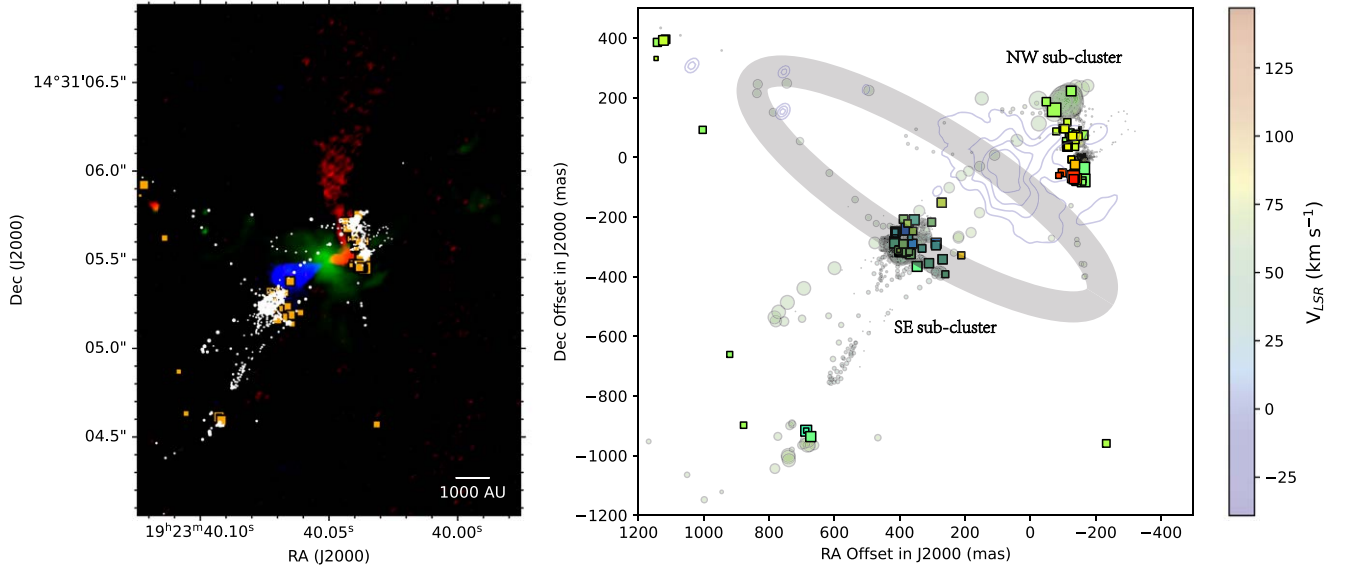 14°31'06.5"
06.0"
05.5"
05.0"
04.5"
Dec (J2000)
1000 AU
19ʰ23ᵐ40.10ˢ
40.05ˢ
40.00ˢ
RA (J2000)
400
200
0
−200
−400
−600
−800
−1000
−1200
Dec Offset in J2000 (mas)
NW sub-cluster
SE sub-cluster
1200
1000
800
600
400
200
0
−200
−400
RA Offset in J2000 (mas)
125
100
75
50
25
0
−25
V_LSR (km s⁻¹)